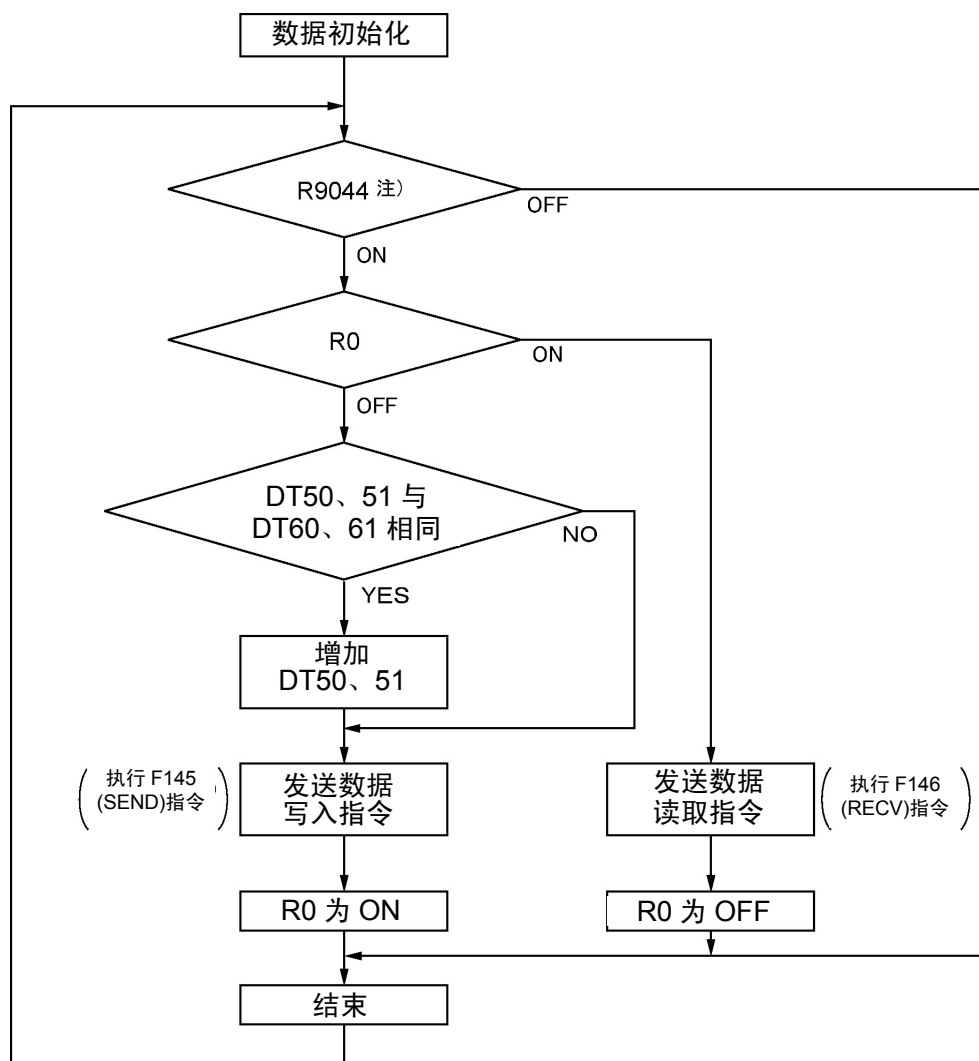 数据初始化
R9044 注)
OFF
ON
R0
ON
OFF
DT50、51 与
DT60、61 相同
NO
YES
增加
DT50、51
执行 F145
(SEND)指令
发送数据
写入指令
发送数据
读取指令
执行 F146
(RECV)指令
R0 为 ON
R0 为 OFF
结束